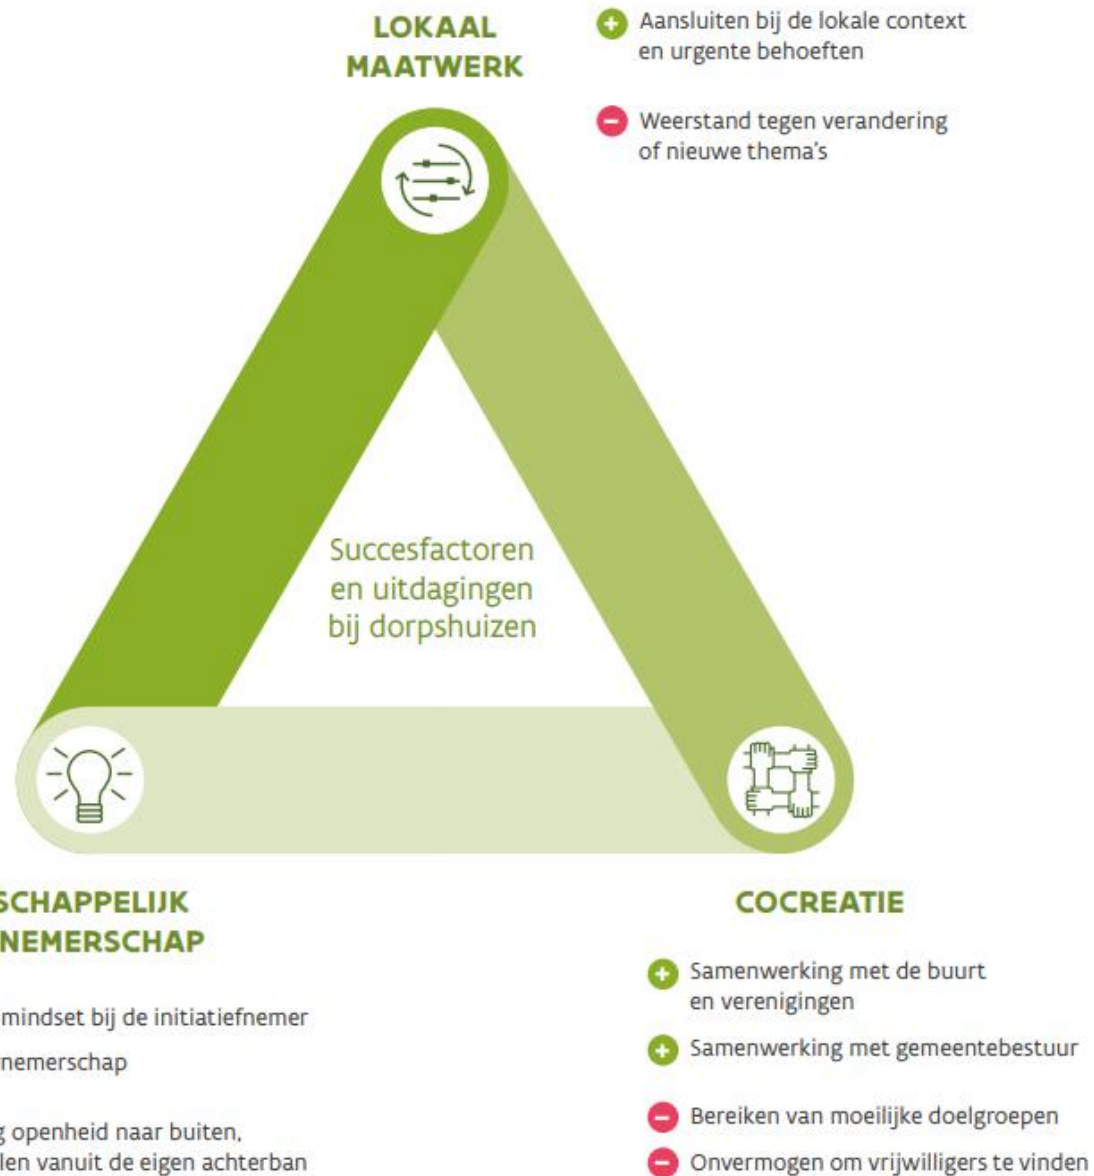 LOKAAL
MAATWERK
Aansluiten bij de lokale context
en urgente behoeften
Weerstand tegen verandering
of nieuwe thema's
Succesfactoren
en uitdagingen
bij dorpshuizen
SCHAPPELIJK
NEMERSCHAP
mindset bij de initiatiefnemer
nemerschap
g openheid naar buiten,
len vanuit de eigen achterban
COCREATIE
Samenwerking met de buurt
en verenigingen
Samenwerking met gemeentebestuur
Bereiken van moeilijke doelgroepen
Onvermogen om vrijwilligers te vinden